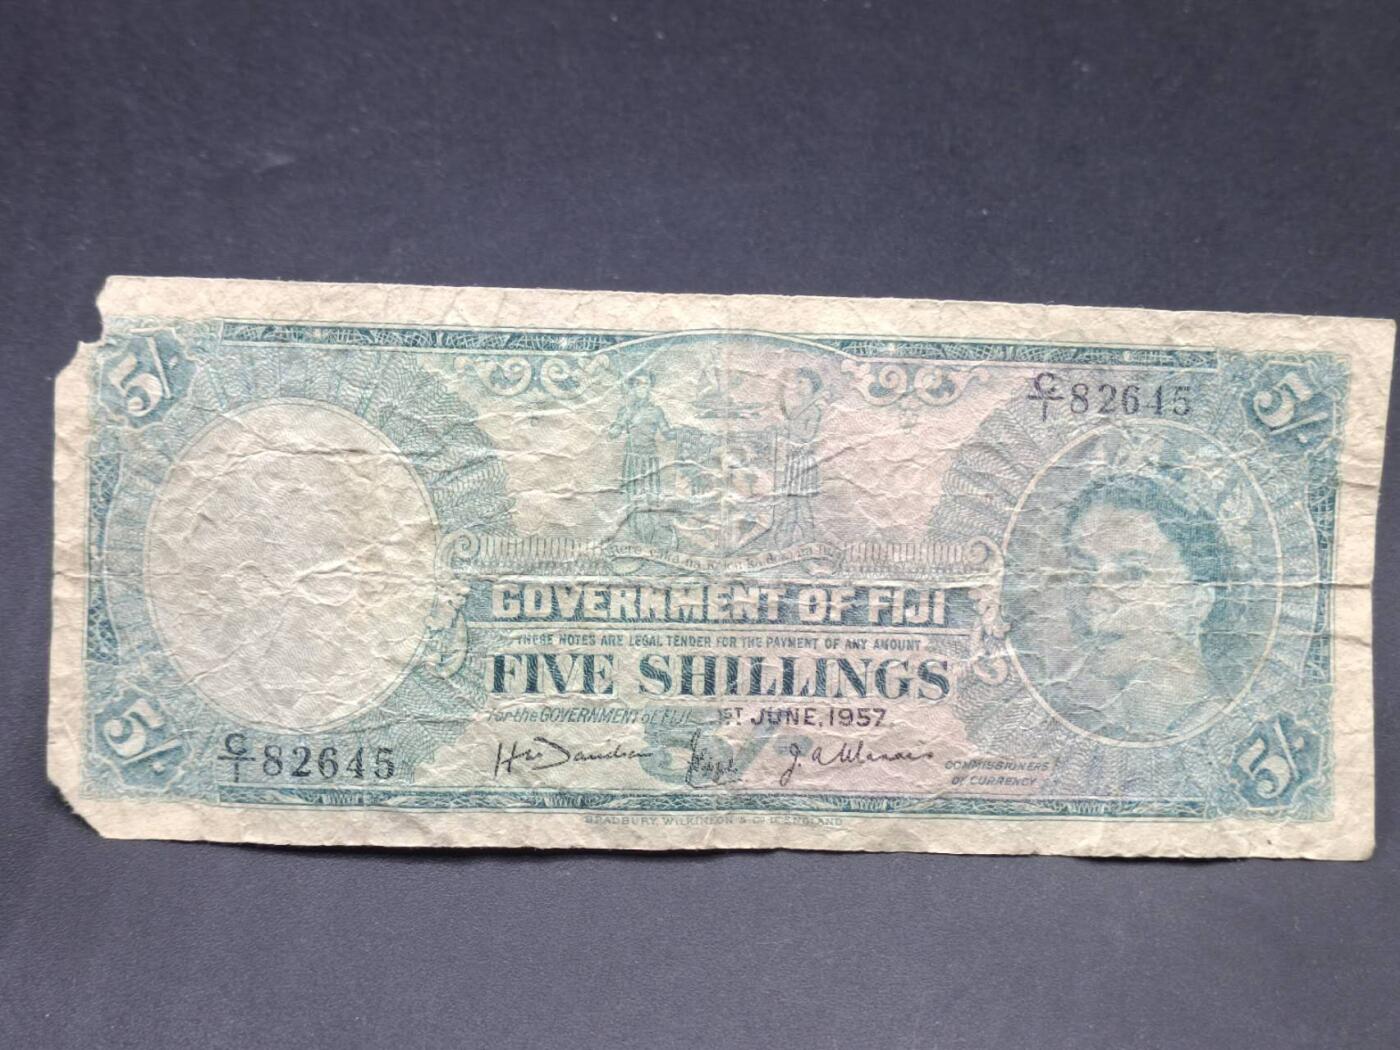 5/-
5/-
C/1 82645
GOVERNMENT OF FIJI
THESE NOTES ARE LEGAL TENDER FOR THE PAYMENT OF ANY AMOUNT
FIVE SHILLINGS
for the GOVERNMENT of FIJI 1ST JUNE, 1957
C/1 82645
COMMISSIONERS
OF CURRENCY
5/-
5/-
BRADBURY, WILKINSON & Co Ld ENGLAND